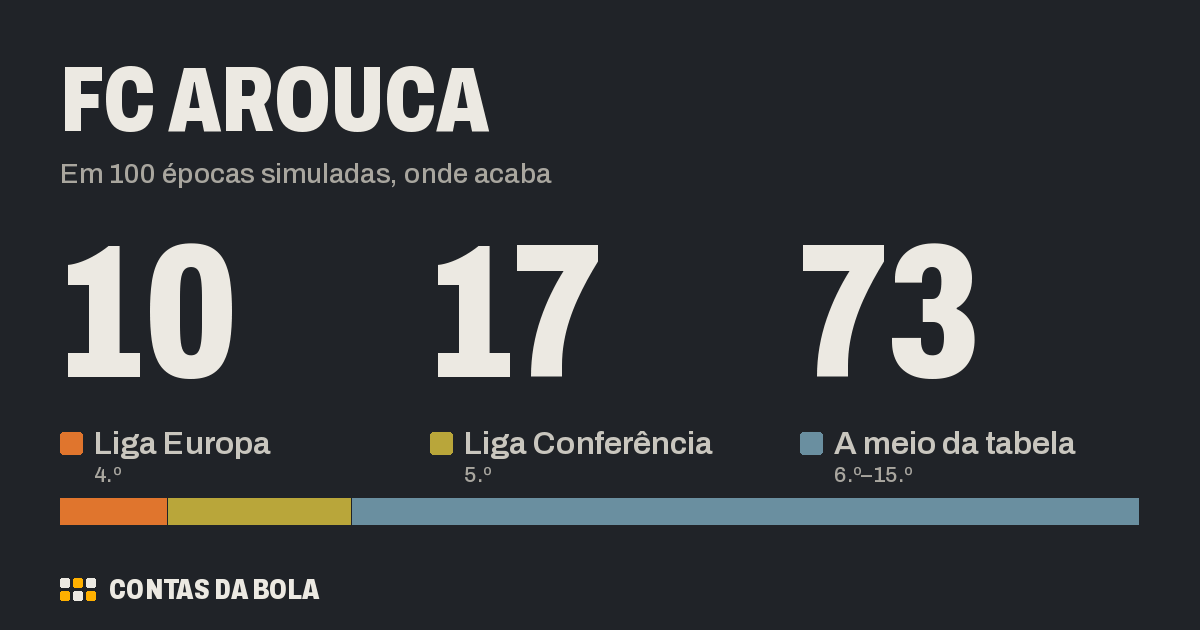 FC AROUCA
Em 100 épocas simuladas, onde acaba
10 17 73
Liga Europa Liga Conferência A meio da tabela
4.º 5.º 6.º–15.º
CONTAS DA BOLA